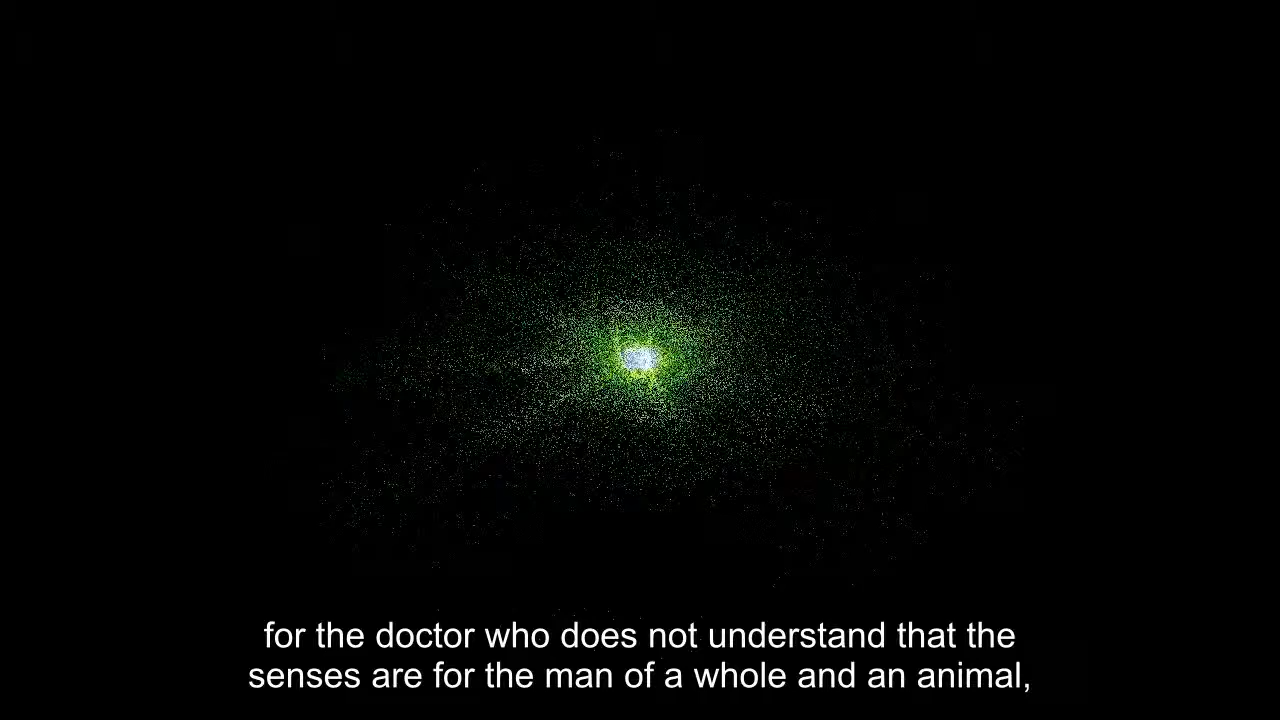 for the doctor who does not understand that the
senses are for the man of a whole and an animal,